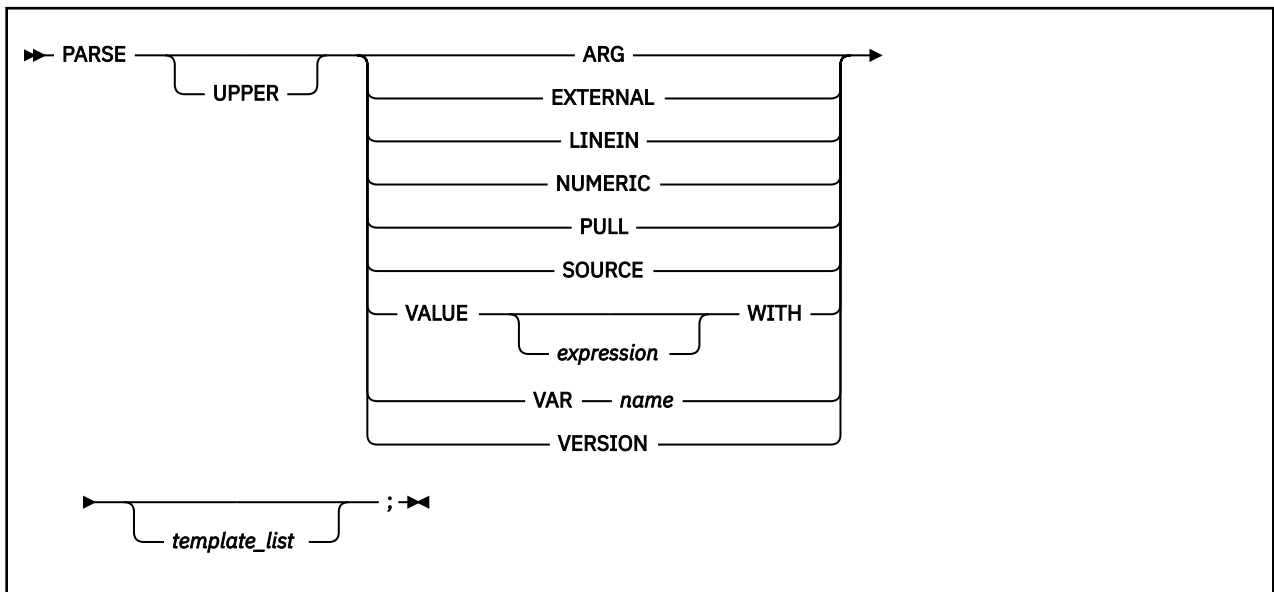 PARSE ARG
UPPER EXTERNAL
LINEIN
NUMERIC
PULL
SOURCE
VALUE WITH
expression
VAR name
VERSION
;
template_list